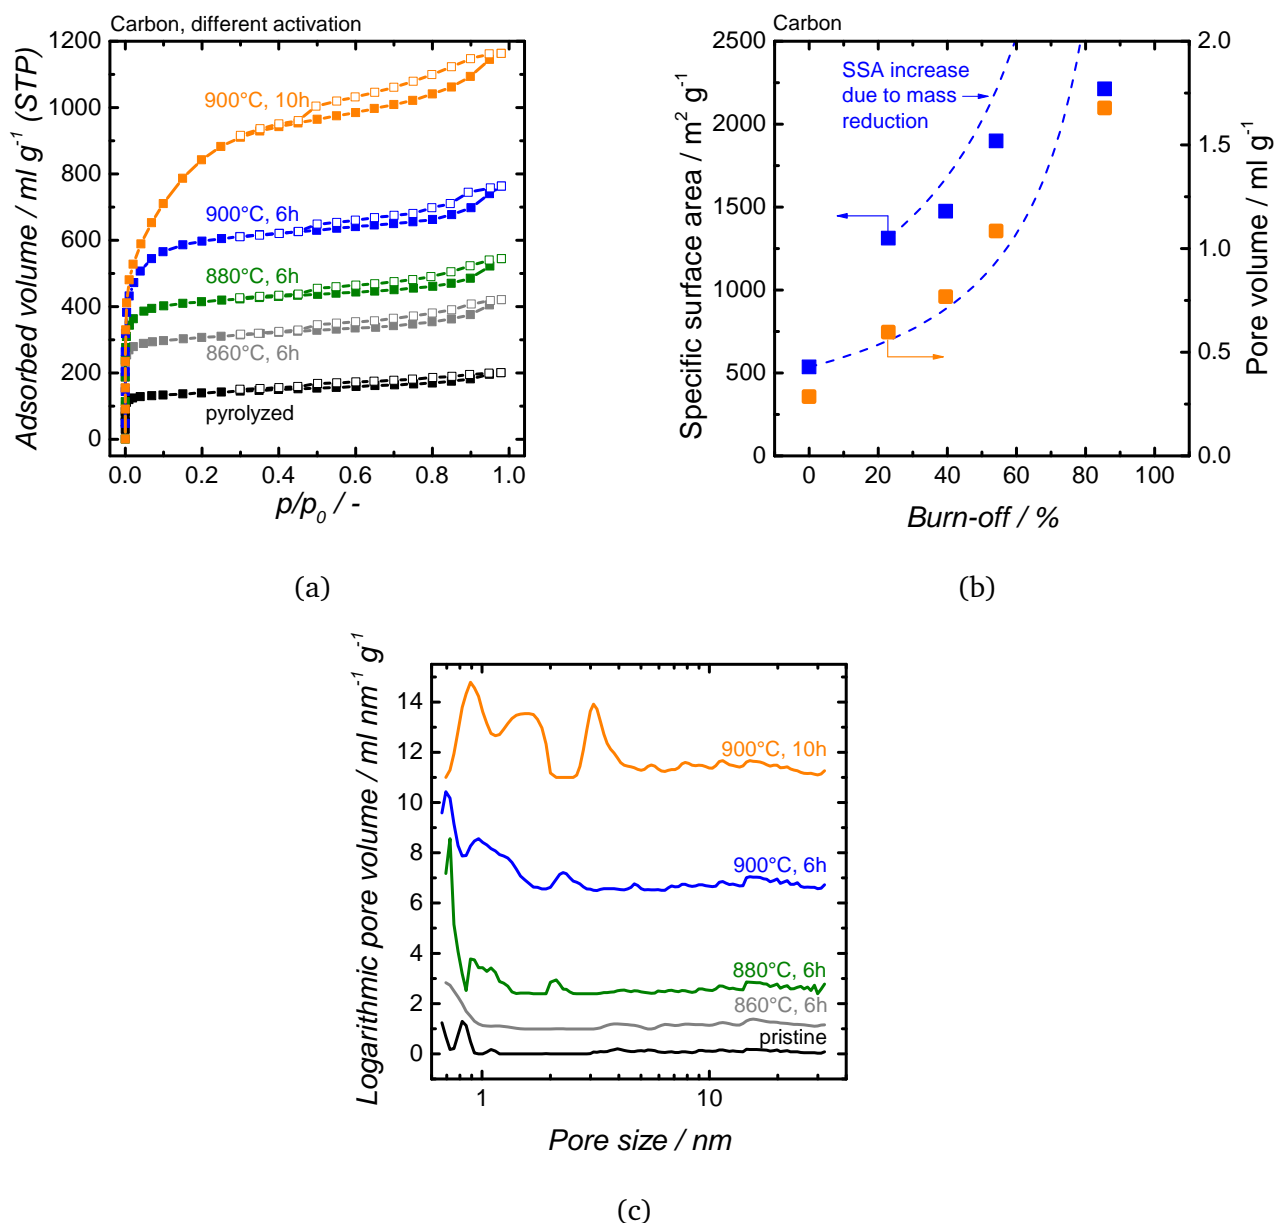 Carbon, different activation
1200
1000
800
600
400
200
0
0.0 0.2 0.4 0.6 0.8 1.0
Adsorbed volume / ml g⁻¹ (STP)
p/p₀ / -
900°C, 10h
900°C, 6h
880°C, 6h
860°C, 6h
pyrolyzed
(a)
Carbon
2500
2000
1500
1000
500
0
0 20 40 60 80 100
2.0
1.5
1.0
0.5
0.0
Specific surface area / m² g⁻¹
Pore volume / ml g⁻¹
Burn-off / %
SSA increase
due to mass
reduction
(b)
14
12
10
8
6
4
2
0
1 10
Logarithmic pore volume / ml nm⁻¹ g⁻¹
Pore size / nm
900°C, 10h
900°C, 6h
880°C, 6h
860°C, 6h
pristine
(c)